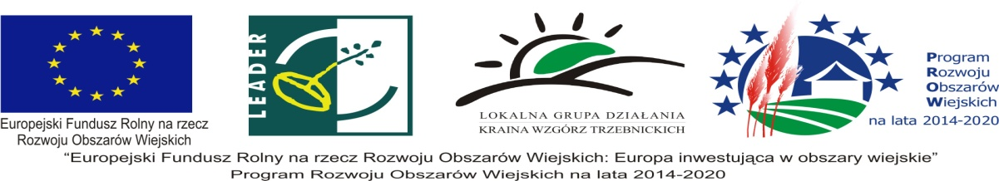 Europejski Fundusz Rolny na rzecz
Rozwoju Obszarów Wiejskich
LEADER
LOKALNA GRUPA DZIAŁANIA
KRAINA WZGÓRZ TRZEBNICKICH
Program
Rozwoju
Obszarów
Wiejskich
na lata 2014-2020
“Europejski Fundusz Rolny na rzecz Rozwoju Obszarów Wiejskich: Europa inwestująca w obszary wiejskie”
Program Rozwoju Obszarów Wiejskich na lata 2014-2020